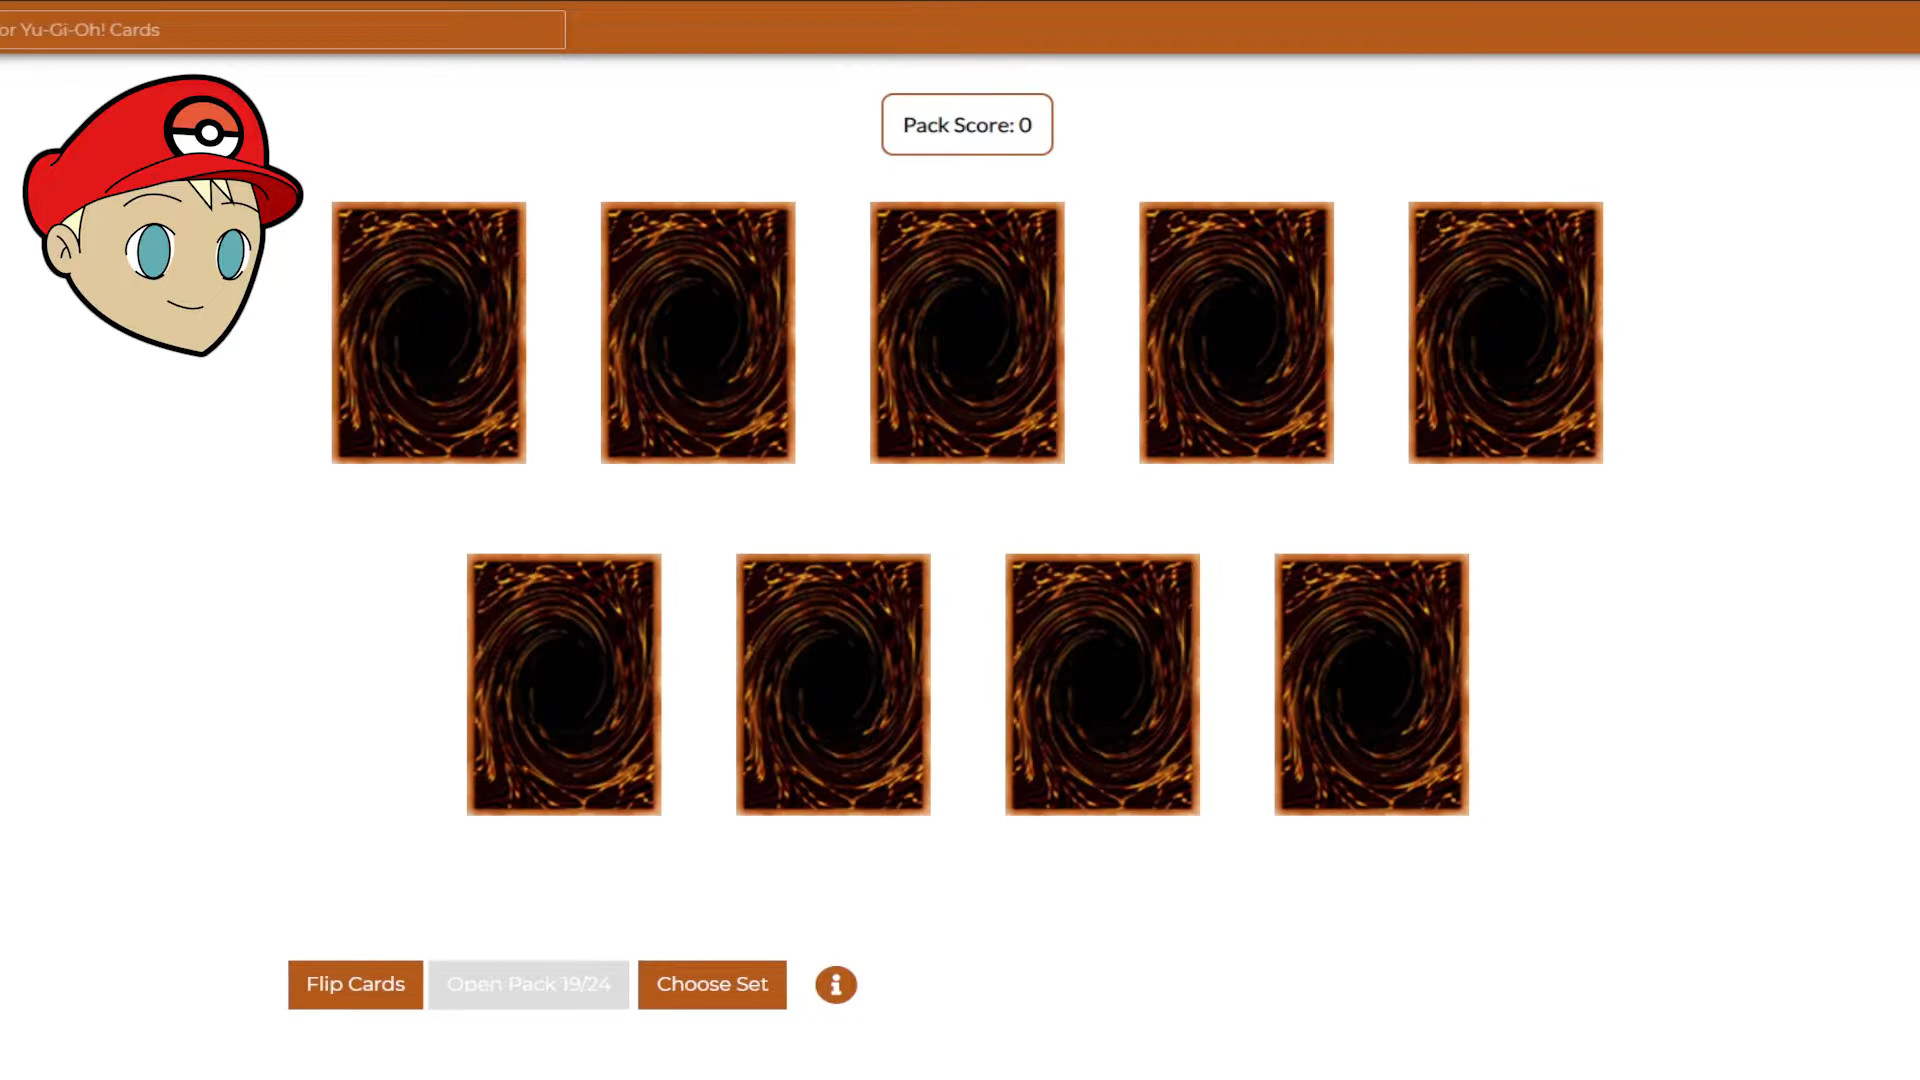 or Yu-Gi-Oh! Cards
Pack Score: 0
Flip Cards
Open Pack 19/24
Choose Set